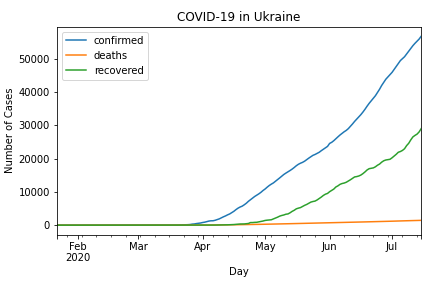 COVID-19 in Ukraine
confirmed
deaths
recovered
Number of Cases
50000
40000
30000
20000
10000
0
Feb Mar Apr May Jun Jul
2020
Day